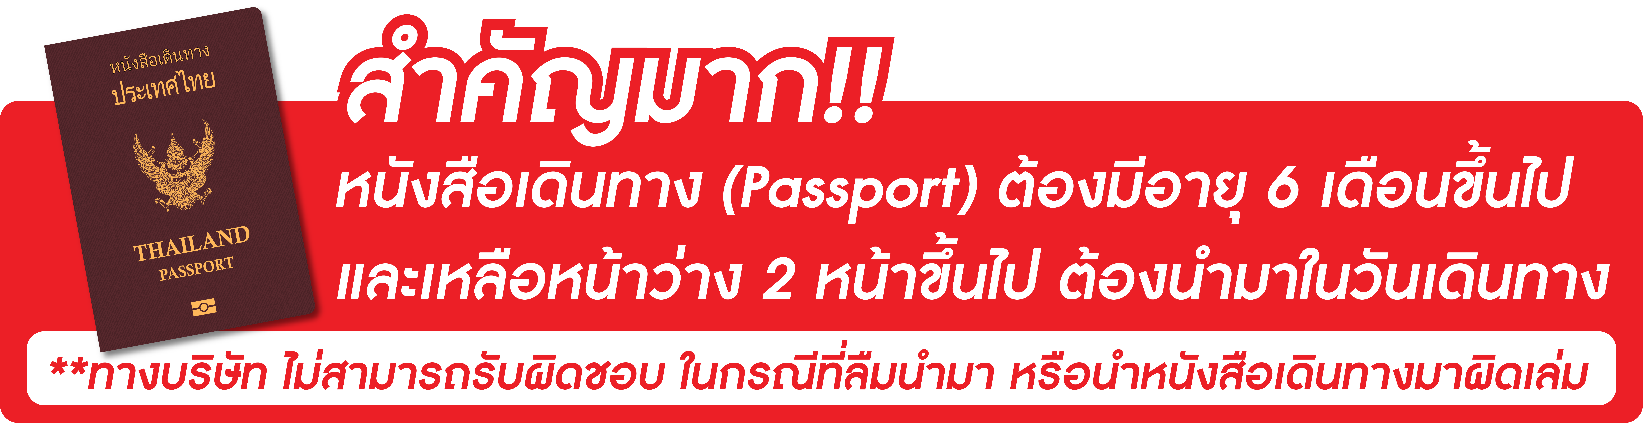 หนังสือเดินทาง
ประเทศไทย
THAILAND
PASSPORT
สำคัญมาก!!
หนังสือเดินทาง (Passport) ต้องมีอายุ 6 เดือนขึ้นไป
และเหลือหน้าว่าง 2 หน้าขึ้นไป ต้องนำมาในวันเดินทาง
**ทางบริษัท ไม่สามารถรับผิดชอบ ในกรณีที่ลืมนำมา หรือนำหนังสือเดินทางมาผิดเล่ม